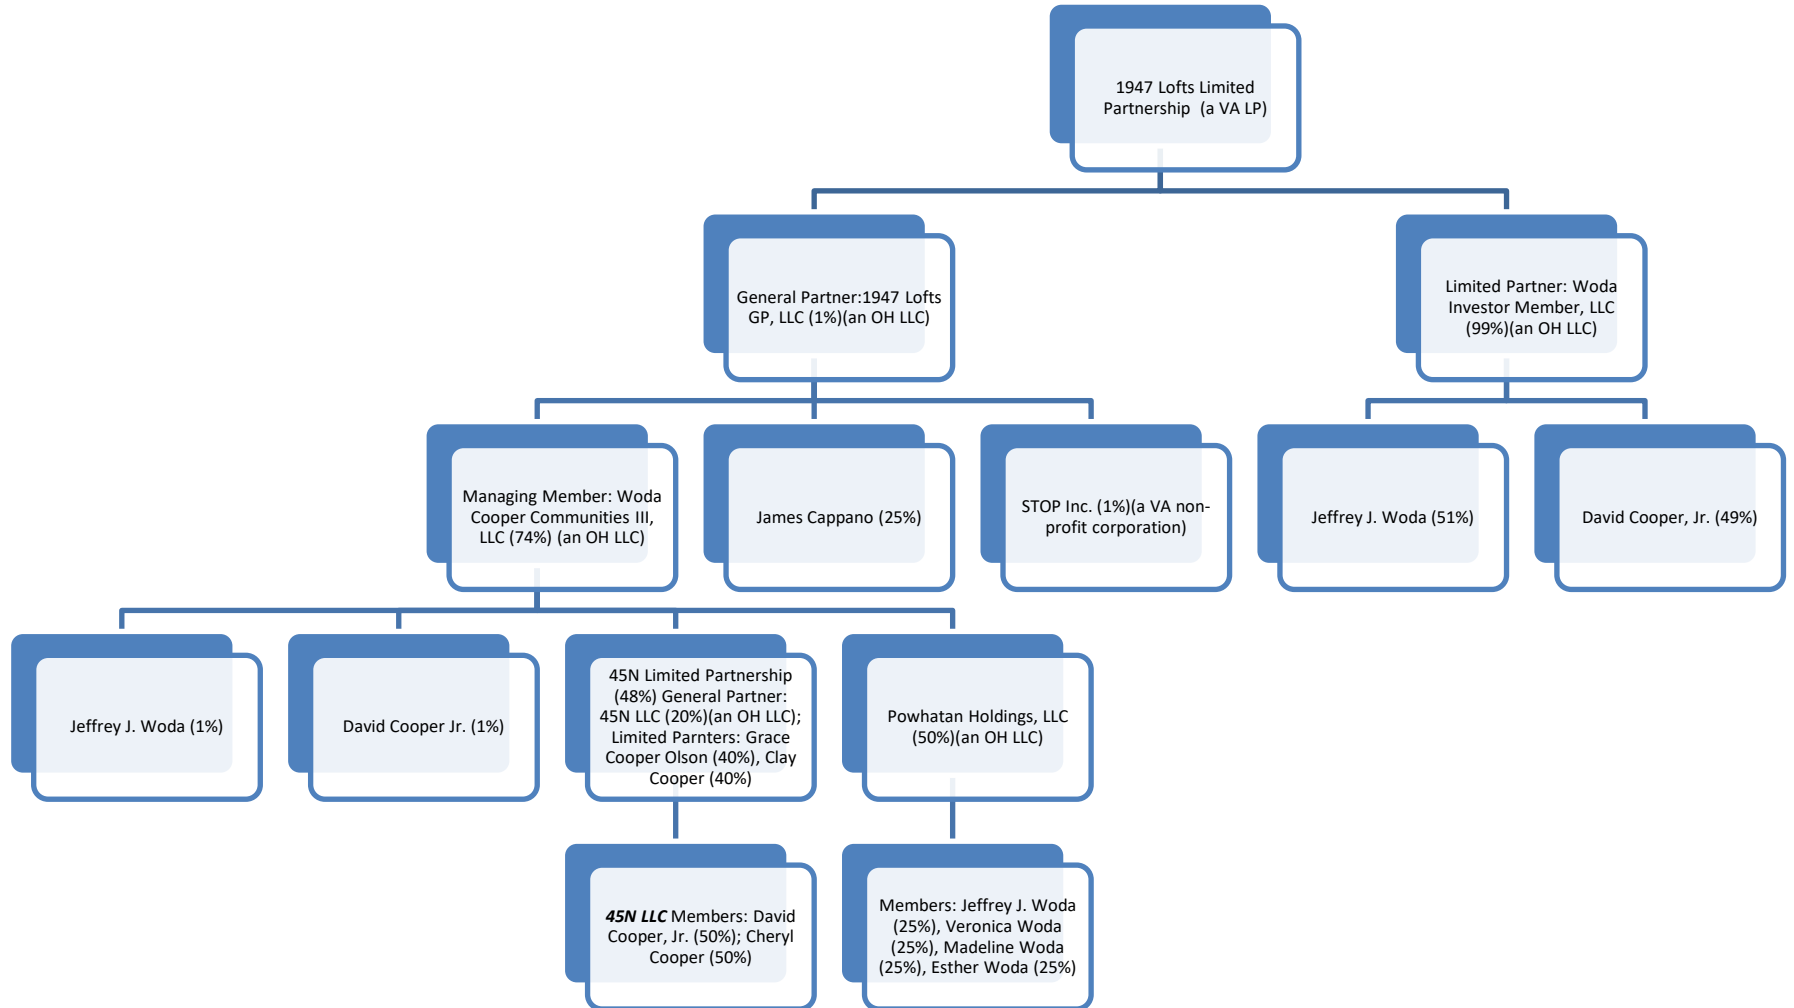 1947 Lofts Limited
Partnership  (a VA LP)
General Partner:1947 Lofts
GP, LLC (1%)(an OH LLC)
Limited Partner: Woda
Investor Member, LLC
(99%)(an OH LLC)
Managing Member: Woda
Cooper Communities III,
LLC (74%) (an OH LLC)
James Cappano (25%)
STOP Inc. (1%)(a VA non-
profit corporation)
Jeffrey J. Woda (51%)
David Cooper, Jr. (49%)
Jeffrey J. Woda (1%)
David Cooper Jr. (1%)
45N Limited Partnership
(48%) General Partner:
45N LLC (20%)(an OH LLC);
Limited Parnters: Grace
Cooper Olson (40%), Clay
Cooper (40%)
Powhatan Holdings, LLC
(50%)(an OH LLC)
45N LLC Members: David
Cooper, Jr. (50%); Cheryl
Cooper (50%)
Members: Jeffrey J. Woda
(25%), Veronica Woda
(25%), Madeline Woda
(25%), Esther Woda (25%)